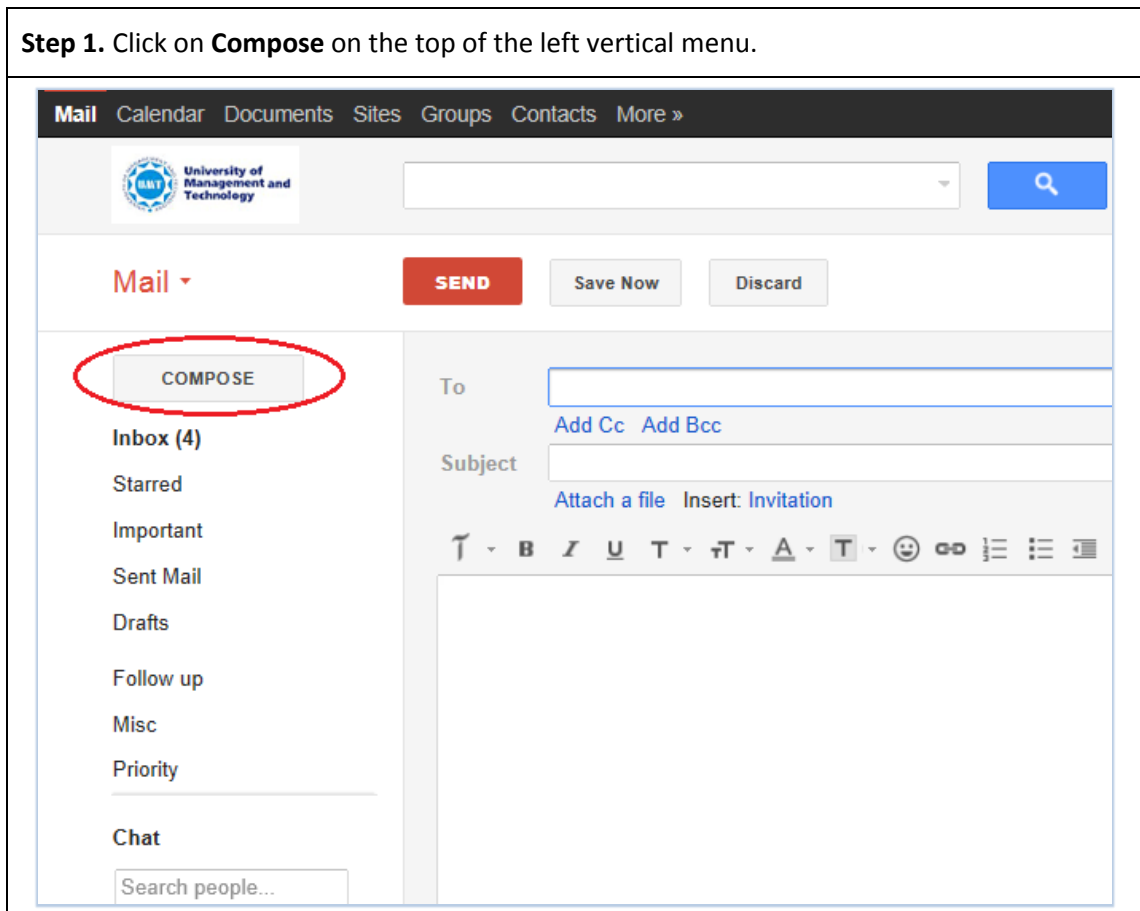 Step 1. Click on Compose on the top of the left vertical menu.
Mail Calendar Documents Sites Groups Contacts More »
UMT
University of
Management and
Technology
Mail
SEND Save Now Discard
COMPOSE
To
Add Cc Add Bcc
Inbox (4)
Subject
Starred
Attach a file Insert: Invitation
Important
B I U T TT A T
Sent Mail
Drafts
Follow up
Misc
Priority
Chat
Search people...